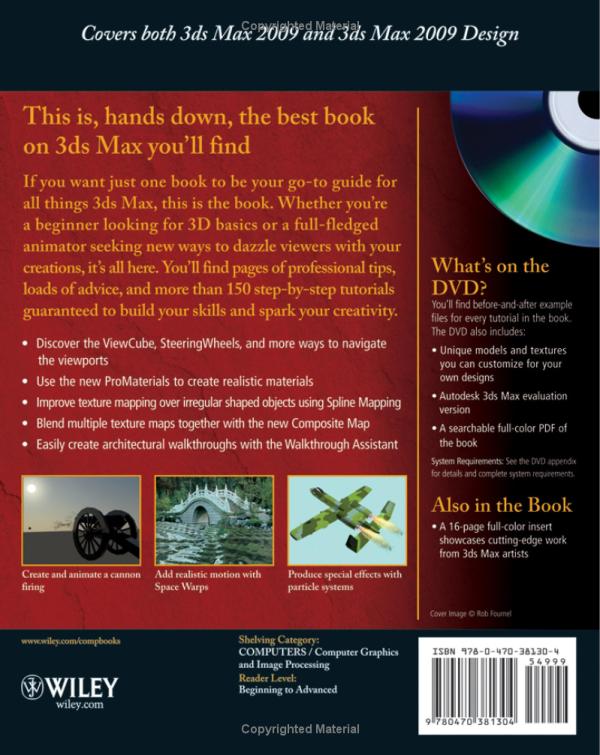 Covers both 3ds Max 2009 and 3ds Max 2009 Design
Copyrighted Material
This is, hands down, the best book
on 3ds Max you'll find
If you want just one book to be your go-to guide for
all things 3ds Max, this is the book. Whether you're
a beginner looking for 3D basics or a full-fledged
animator seeking new ways to dazzle viewers with your
creations, it's all here. You'll find pages of professional tips,
loads of advice, and more than 150 step-by-step tutorials
guaranteed to build your skills and spark your creativity.
• Discover the ViewCube, SteeringWheels, and more ways to navigate
the viewports
• Use the new ProMaterials to create realistic materials
• Improve texture mapping over irregular shaped objects using Spline Mapping
• Blend multiple texture maps together with the new Composite Map
• Easily create architectural walkthroughs with the Walkthrough Assistant
Create and animate a cannon
firing
Add realistic motion with
Space Warps
Produce special effects with
particle systems
What's on the
DVD?
You'll find before-and-after example
files for every tutorial in the book.
The DVD also includes:
• Unique models and textures
you can customize for your
own designs
• Autodesk 3ds Max evaluation
version
• A searchable full-color PDF of
the book
System Requirements: See the DVD appendix
for details and complete system requirements.
Also in the Book
• A 16-page full-color insert
showcases cutting-edge work
from 3ds Max artists
Cover Image © Rob Fournel
www.wiley.com/compbooks
WILEY
wiley.com
Shelving Category:
COMPUTERS / Computer Graphics
and Image Processing
Reader Level:
Beginning to Advanced
ISBN 978-0-470-38130-4
54999
9 780470 381304
Copyrighted Material